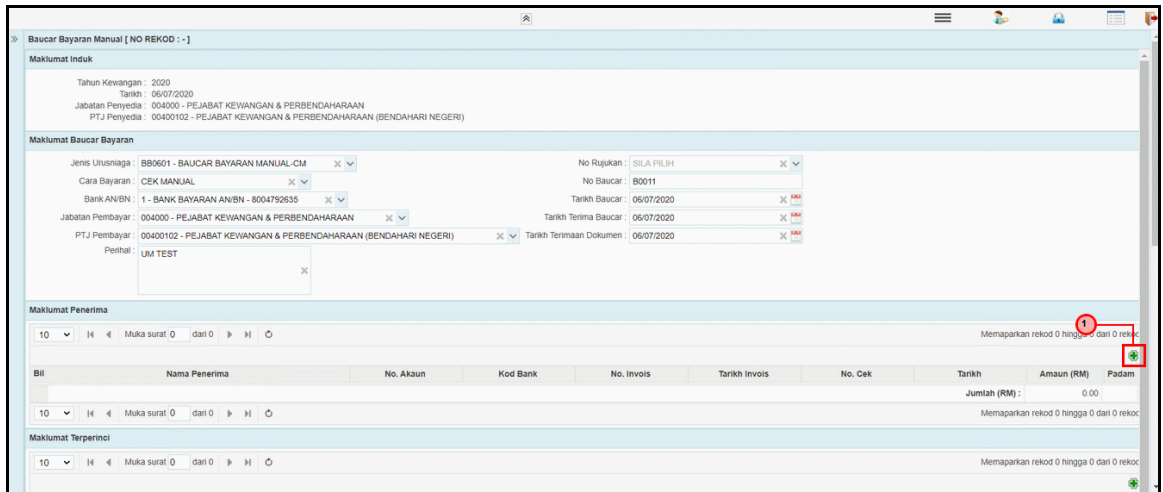 Baucar Bayaran Manual [ NO REKOD : - ]
Maklumat Induk
Tahun Kewangan : 2020
Tarikh : 06/07/2020
Jabatan Penyedia : 004000 - PEJABAT KEWANGAN & PERBENDAHARAAN
PTJ Penyedia : 00400102 - PEJABAT KEWANGAN & PERBENDAHARAAN (BENDAHARI NEGERI)
Maklumat Baucar Bayaran
Jenis Urusniaga : BB0601 - BAUCAR BAYARAN MANUAL-CM No Rujukan : SILA PILIH
Cara Bayaran : CEK MANUAL No Baucar : B0011
Bank AN/BN : 1 - BANK BAYARAN AN/BN - 8004792635 Tarikh Baucar : 06/07/2020
Jabatan Pembayar : 004000 - PEJABAT KEWANGAN & PERBENDAHARAAN Tarikh Terima Baucar : 06/07/2020
PTJ Pembayar : 00400102 - PEJABAT KEWANGAN & PERBENDAHARAAN (BENDAHARI NEGERI) Tarikh Terimaan Dokumen : 06/07/2020
Perihal : UM TEST
Maklumat Penerima
1
10 Muka surat 0 dari 0 Memaparkan rekod 0 hingga 0 dari 0 rekod
Bil Nama Penerima No. Akaun Kod Bank No. Invois Tarikh Invois No. Cek Tarikh Amaun (RM) Padam
Jumlah (RM) : 0.00
10 Muka surat 0 dari 0 Memaparkan rekod 0 hingga 0 dari 0 rekod
Maklumat Terperinci
10 Muka surat 0 dari 0 Memaparkan rekod 0 hingga 0 dari 0 rekod